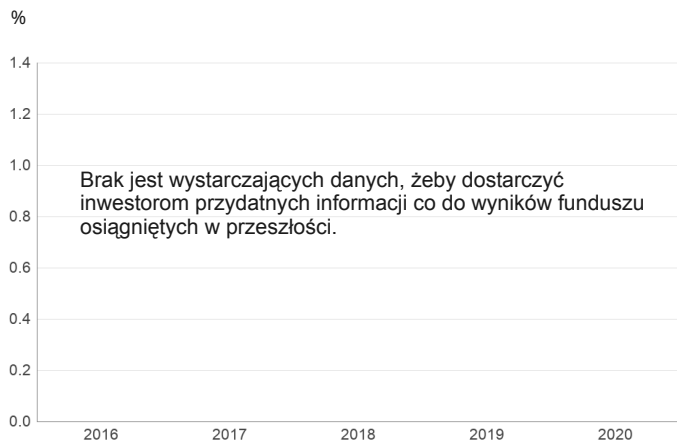 %
1.4
1.2
1.0
Brak jest wystarczających danych, żeby dostarczyć
inwestorom przydatnych informacji co do wyników funduszu
0.8
osiągniętych w przeszłości.
0.6
0.4
0.2
0.0
2016 2017 2018 2019 2020